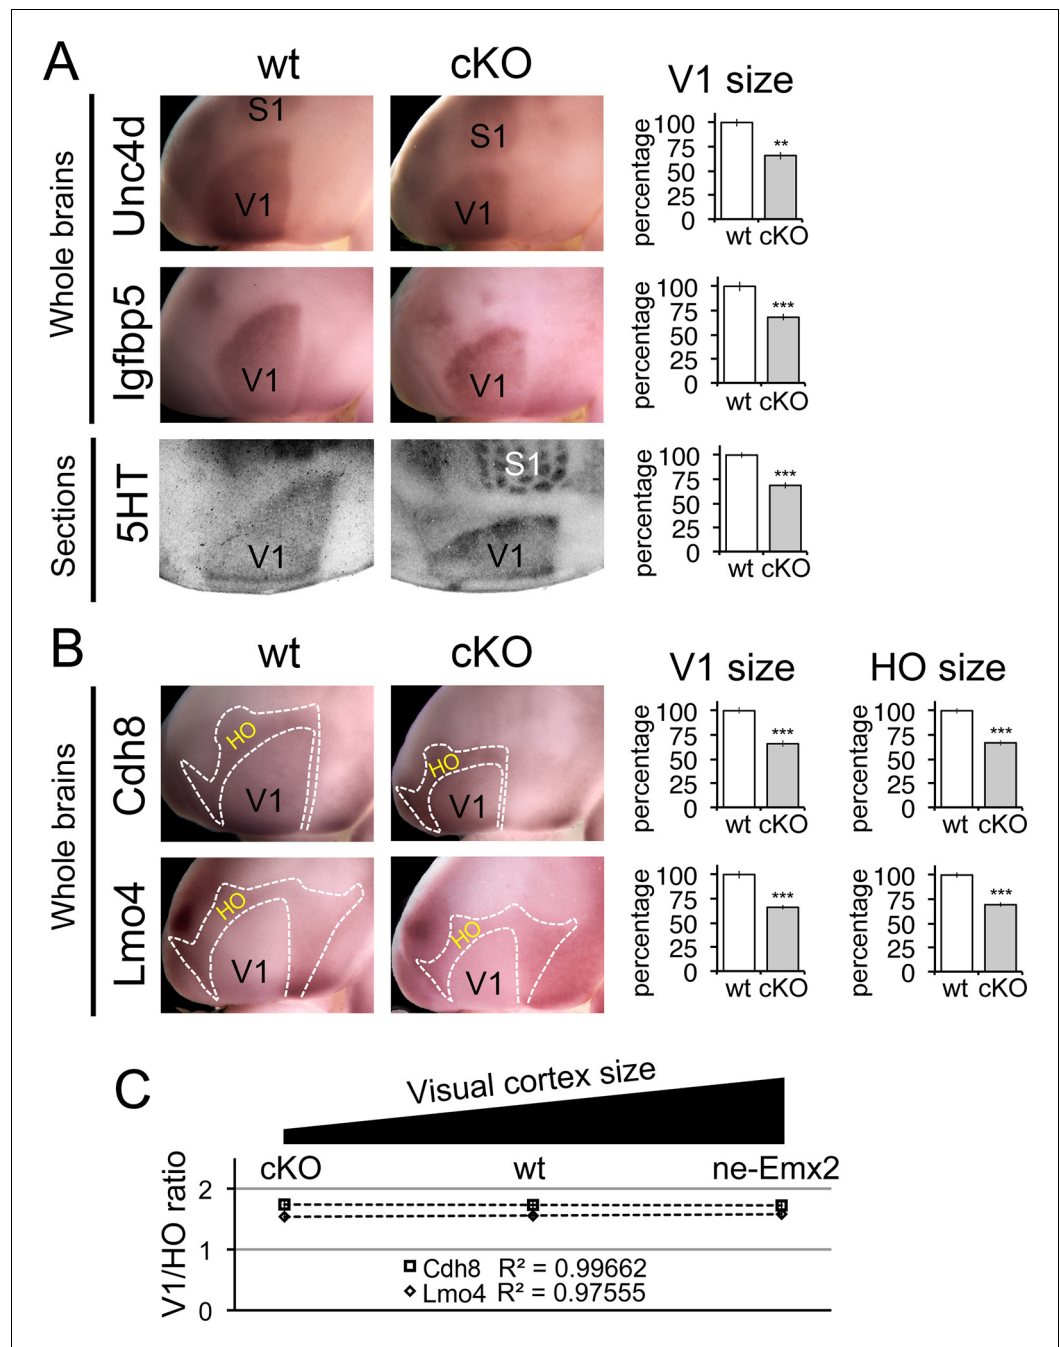 A
wt
cKO
V1 size
Whole brains
Unc4d
S1
V1
S1
V1
percentage
100
75
50
25
0
**
wt cKO
Igfbp5
V1
V1
percentage
100
75
50
25
0
***
wt cKO
Sections
5HT
V1
S1
V1
percentage
100
75
50
25
0
***
wt cKO
B
wt
cKO
V1 size
HO size
Whole brains
Cdh8
HO
V1
HO
V1
percentage
100
75
50
25
0
***
wt cKO
percentage
100
75
50
25
0
***
wt cKO
Lmo4
HO
V1
HO
V1
percentage
100
75
50
25
0
***
wt cKO
percentage
100
75
50
25
0
***
wt cKO
C
Visual cortex size
cKO
wt
ne-Emx2
V1/HO ratio
2
1
0
Cdh8 R² = 0.99662
Lmo4 R² = 0.97555